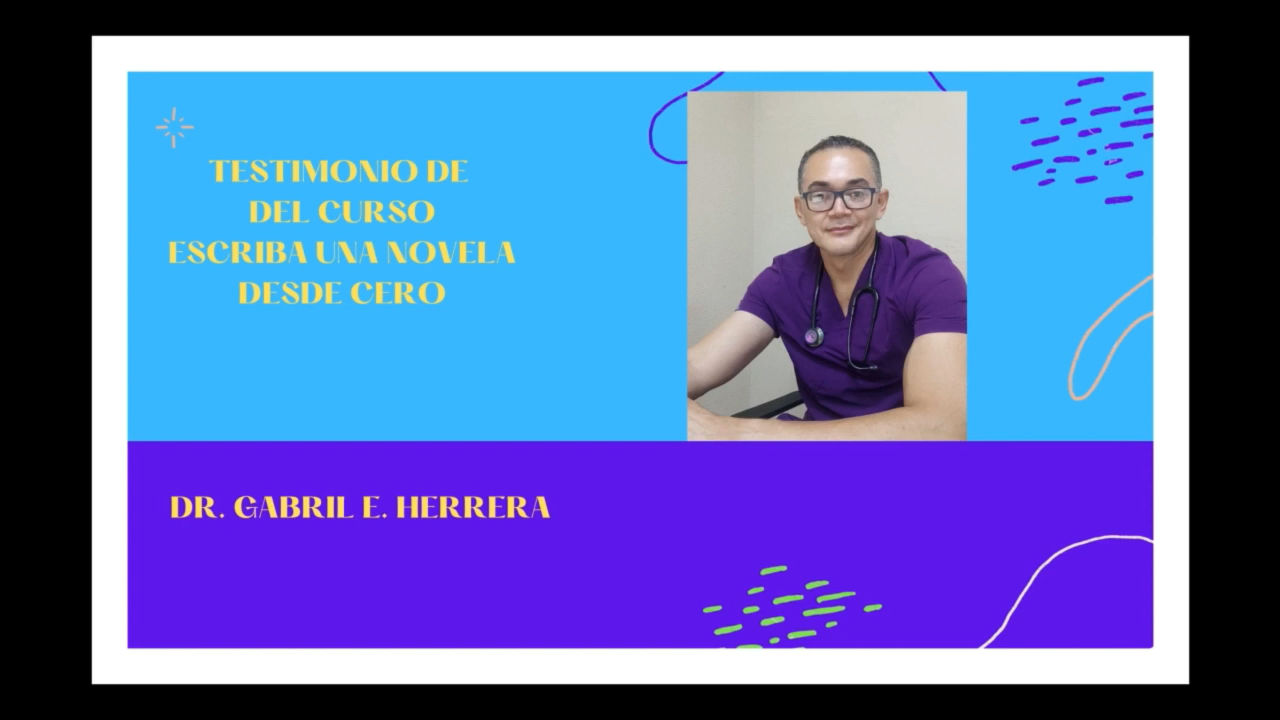 TESTIMONIO DE
DEL CURSO
ESCRIBA UNA NOVELA
DESDE CERO
DR. GABRIL E. HERRERA